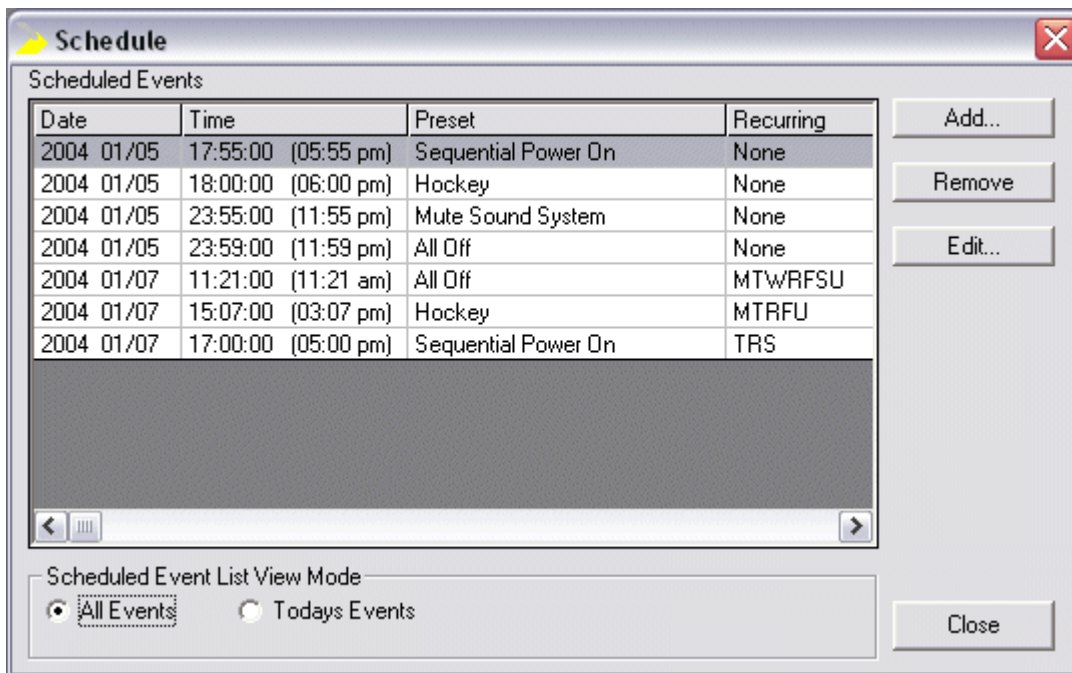 Schedule
Scheduled Events
Date Time Preset Recurring
2004 01/05 17:55:00 (05:55 pm) Sequential Power On None
2004 01/05 18:00:00 (06:00 pm) Hockey None
2004 01/05 23:55:00 (11:55 pm) Mute Sound System None
2004 01/05 23:59:00 (11:59 pm) All Off None
2004 01/07 11:21:00 (11:21 am) All Off MTWRFSU
2004 01/07 15:07:00 (03:07 pm) Hockey MTRFU
2004 01/07 17:00:00 (05:00 pm) Sequential Power On TRS
Add...
Remove
Edit...
Scheduled Event List View Mode
All Events Todays Events
Close